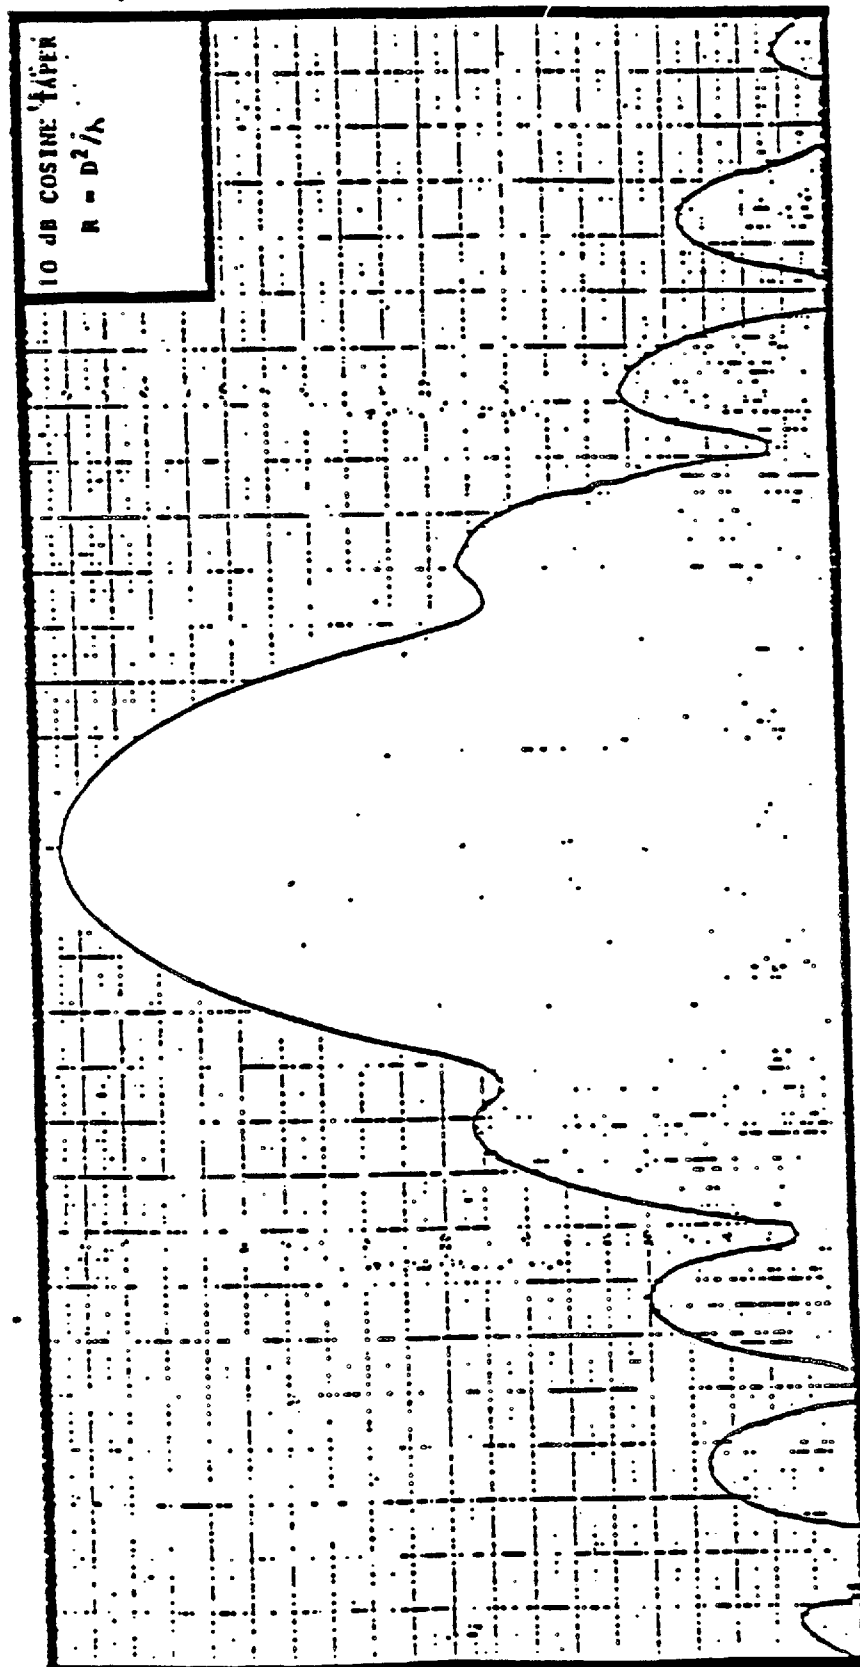 10 dB COSINE TAPER
R = D²/λ